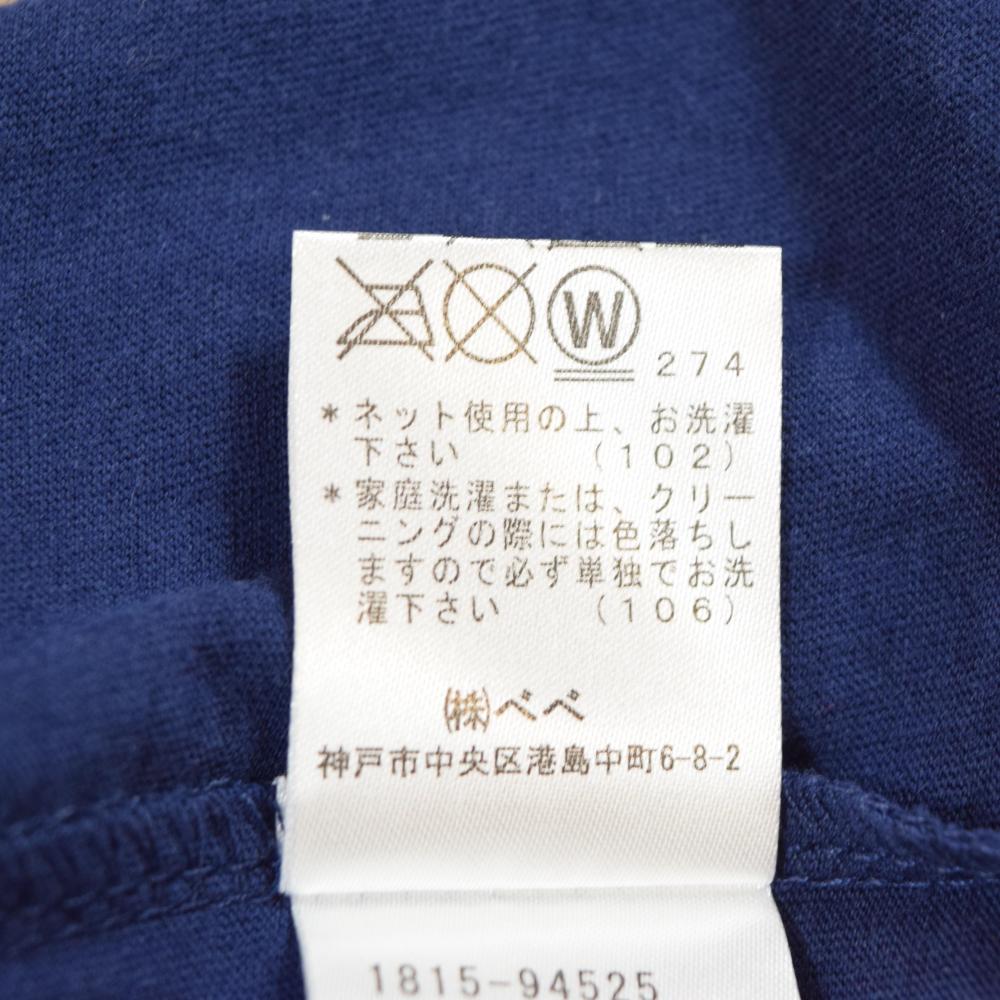 W 274
* ネット使用の上、お洗濯
下さい (102)
* 家庭洗濯または、クリー
ニングの際には色落ちし
ますので必ず単独でお洗
濯下さい (106)
㈱べべ
神戸市中央区港島中町6-8-2
1815-94525